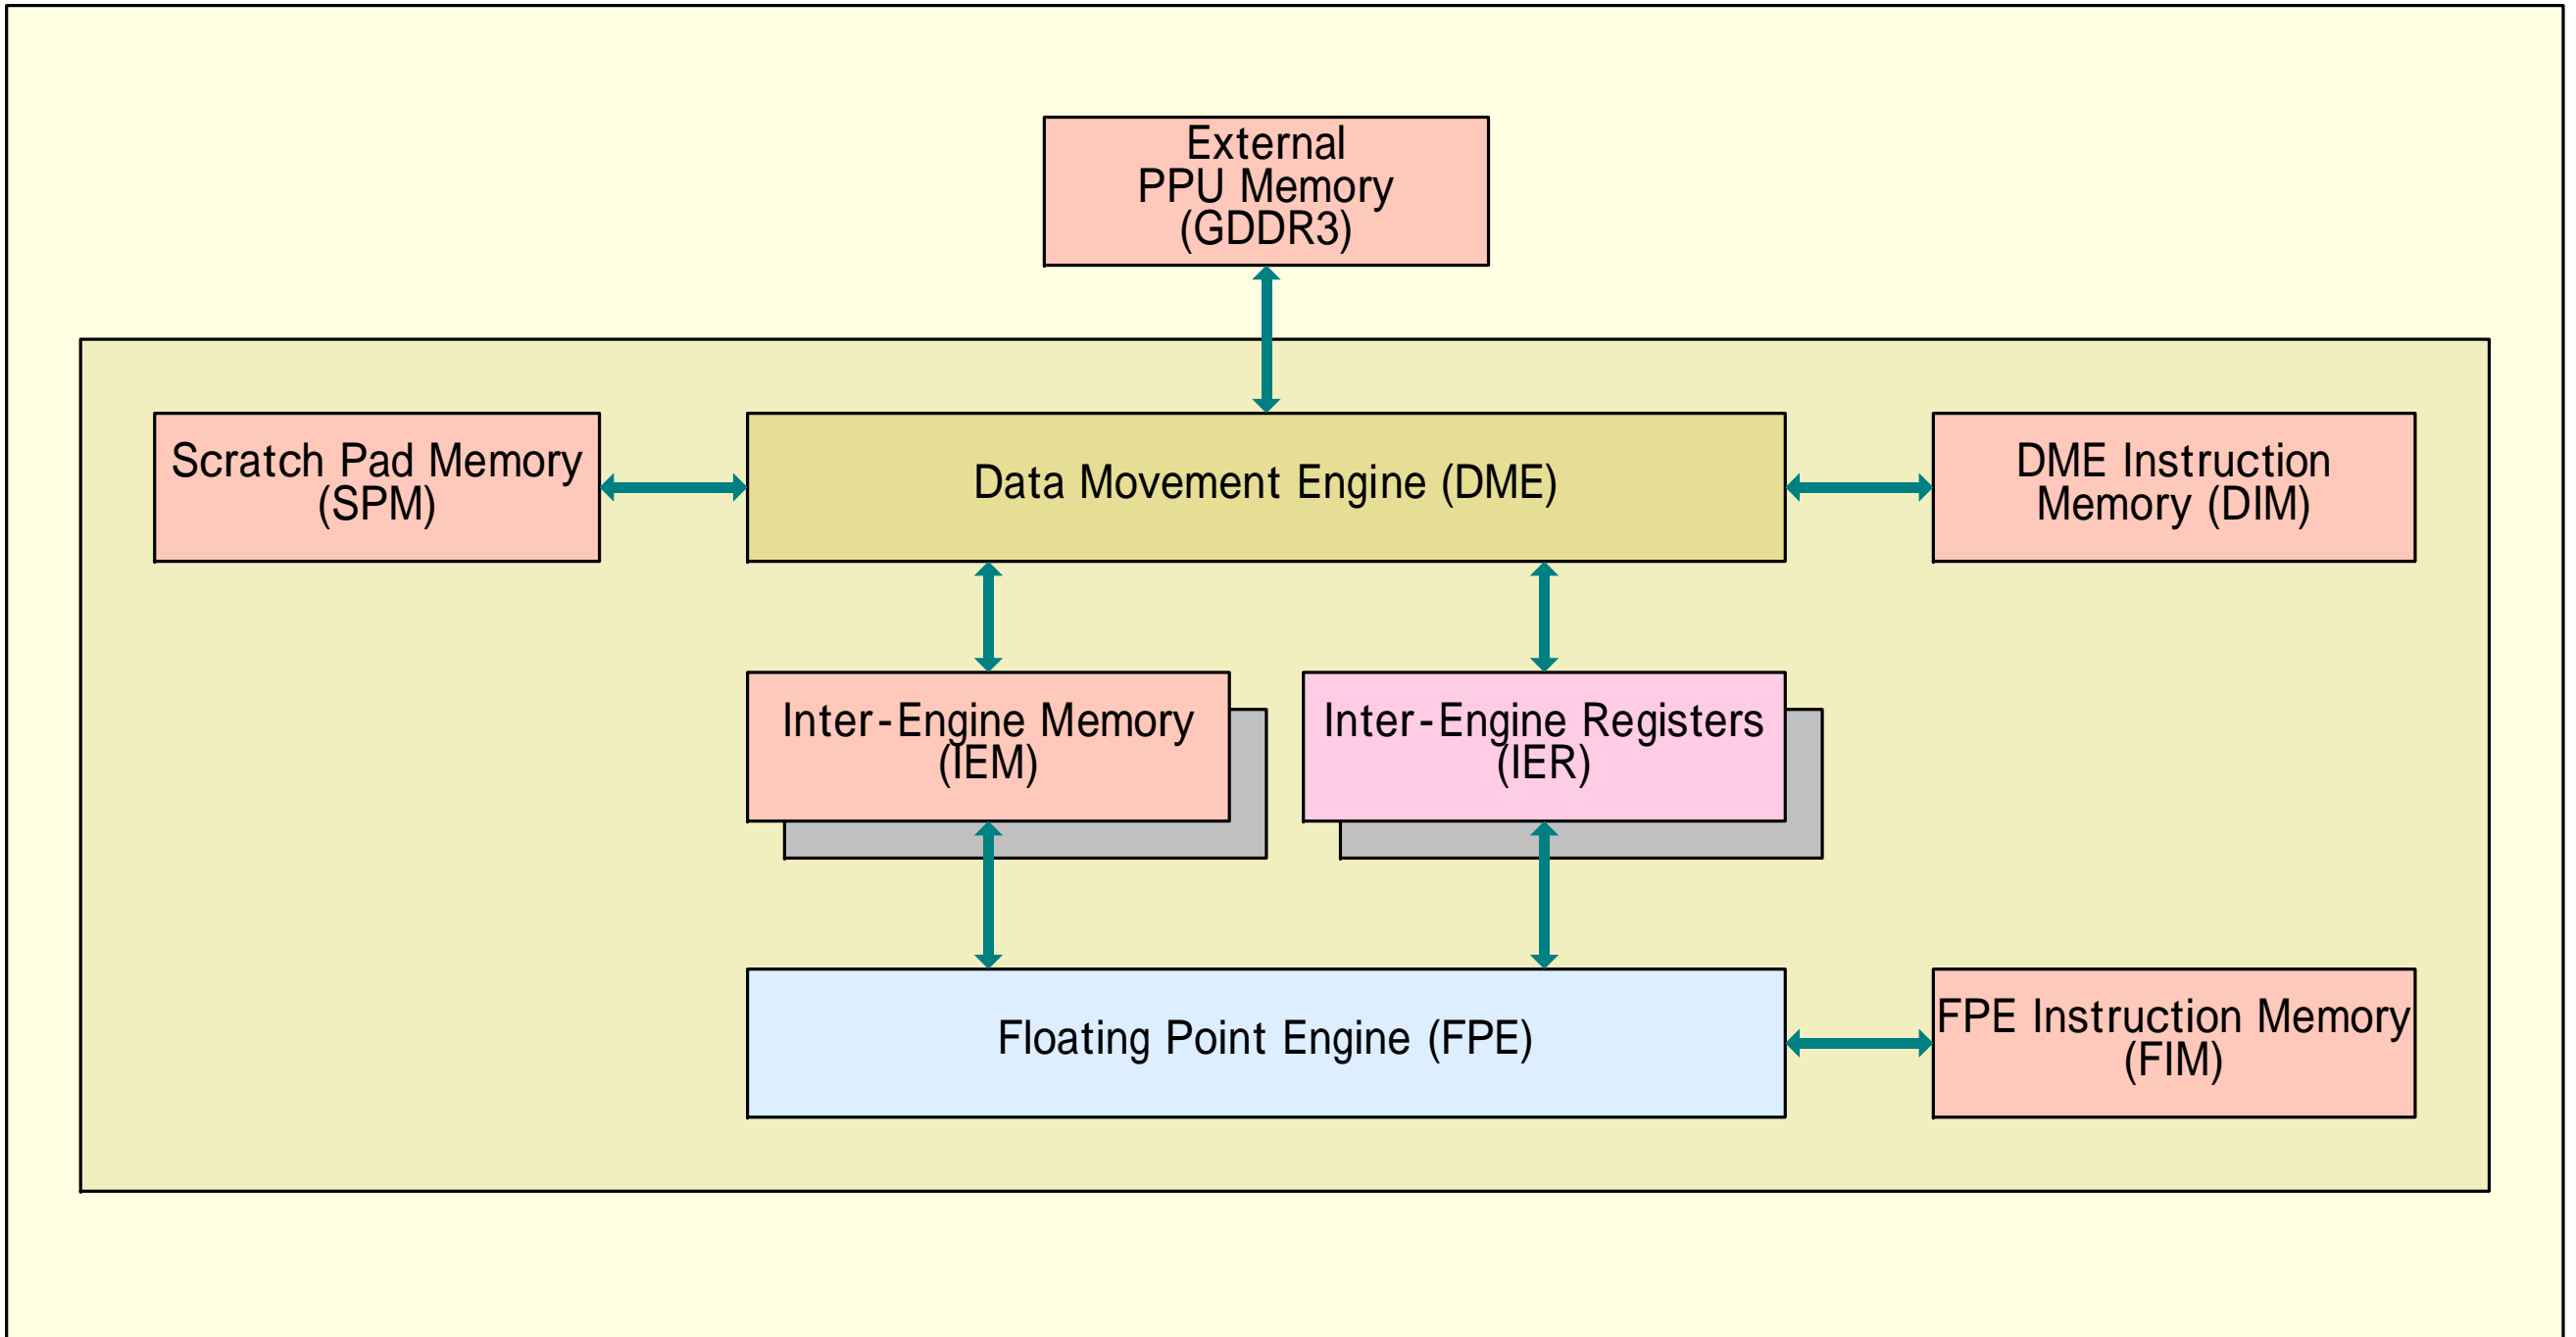 External
PPU Memory
(GDDR3)
Scratch Pad Memory
(SPM)
Data Movement Engine (DME)
DME Instruction
Memory (DIM)
Inter-Engine Memory
(IEM)
Inter-Engine Registers
(IER)
Floating Point Engine (FPE)
FPE Instruction Memory
(FIM)